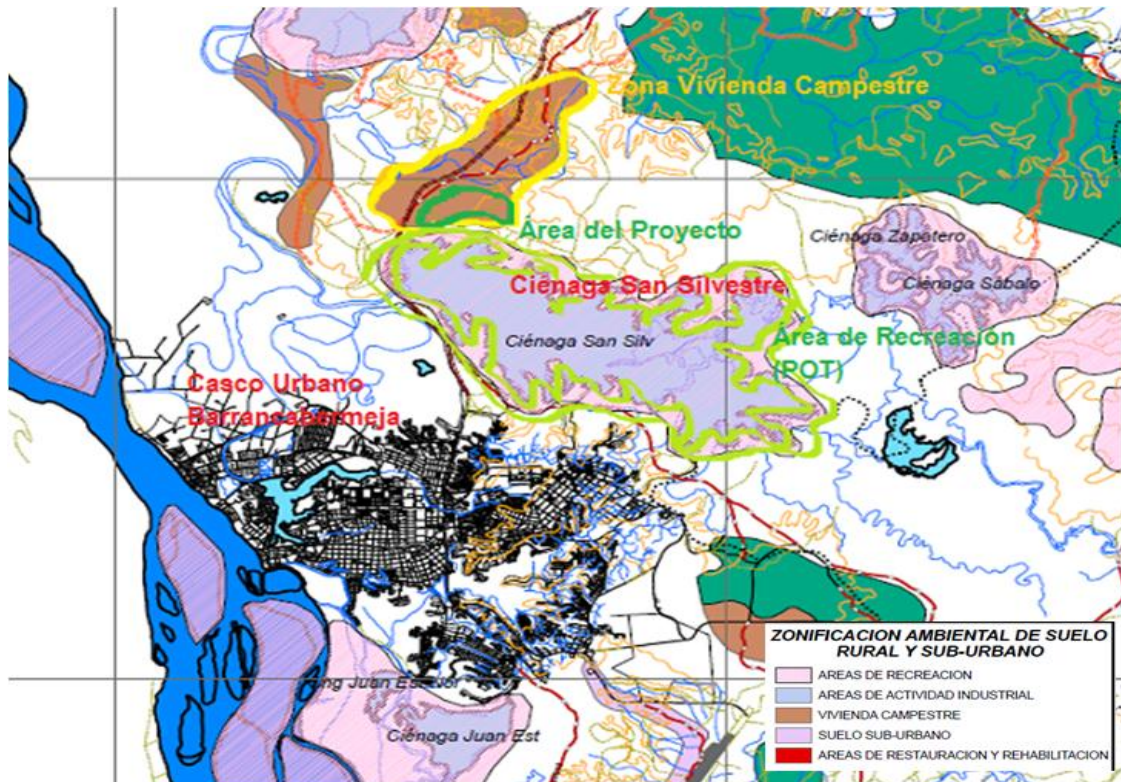 Zona Vivienda Campestre
Área del Proyecto
Ciénaga Zapatero
Ciénaga Sábalo
Ciénaga San Silvestre
Ciénaga San Silv
Área de Recreación
(POT)
Casco Urbano
Barrancabermeja
Ciénaga Juan Est
ZONIFICACION AMBIENTAL DE SUELO
RURAL Y SUB-URBANO
AREAS DE RECREACION
AREAS DE ACTIVIDAD INDUSTRIAL
VIVIENDA CAMPESTRE
SUELO SUB-URBANO
AREAS DE RESTAURACION Y REHABILITACION